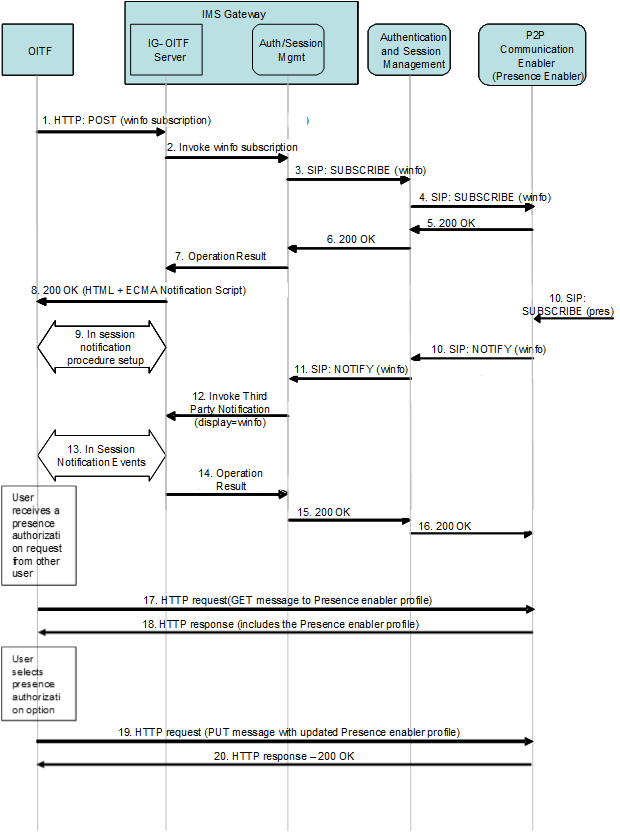 IMS Gateway
OITF
IG- OITF
Server
Auth/Session
Mgmt
Authentication
and Session
Management
P2P
Communication
Enabler
(Presence Enabler)
1. HTTP: POST (winfo subscription)
)
2. Invoke winfo subscription
3. SIP: SUBSCRIBE (winfo)
4. SIP: SUBSCRIBE (winfo)
5. 200 OK
6. 200 OK
7. Operation Result
8. 200 OK (HTML + ECMA Notification Script)
10. SIP:
SUBSCRIBE (pres)
9. In session
notification
procedure setup
10. SIP: NOTIFY (winfo)
11. SIP: NOTIFY (winfo)
12. Invoke Third
Party Notification
(display=winfo)
13. In Session
Notification Events
14. Operation
Result
User
receives a
presence
authorizati
on request
from other
user
15. 200 OK
16. 200 OK
17. HTTP request(GET message to Presence enabler profile)
18. HTTP response (includes the Presence enabler profile)
User
selects
presence
authorizati
on option
19. HTTP request (PUT message with updated Presence enabler profile)
20. HTTP response – 200 OK